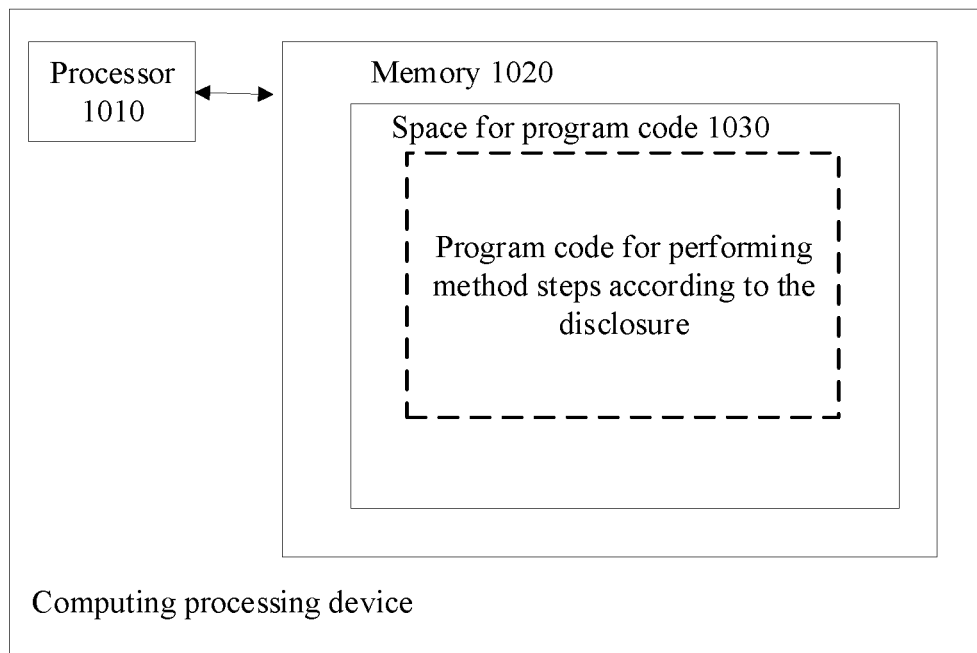 Processor
1010
Memory 1020
Space for program code 1030
Program code for performing
method steps according to the
disclosure
Computing processing device